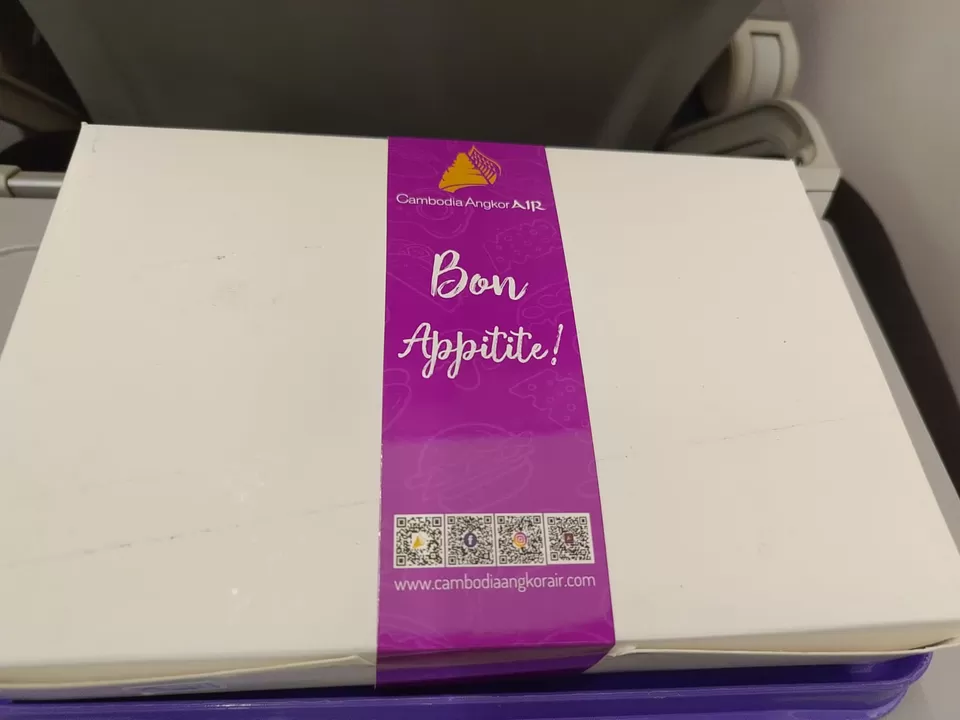 Cambodia Angkor AIR
Bon
Appitite!
www.cambodiaangkorair.com